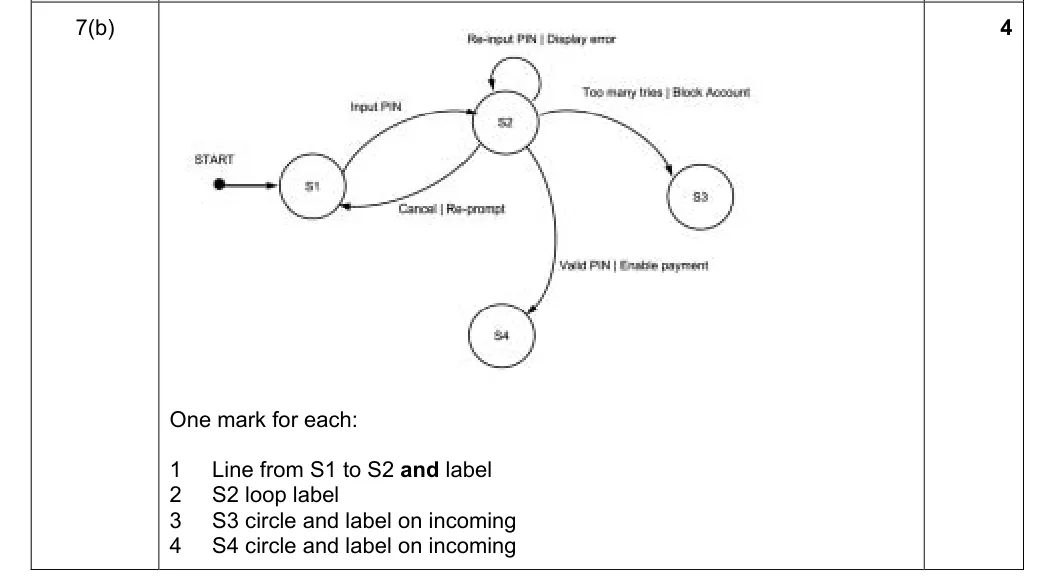 7(b)
4
Re-input PIN | Display error
Too many tries | Block Account
Input PIN
S2
START
S1
S3
Cancel | Re-prompt
Valid PIN | Enable payment
S4
One mark for each:
1 Line from S1 to S2 and label
2 S2 loop label
3 S3 circle and label on incoming
4 S4 circle and label on incoming